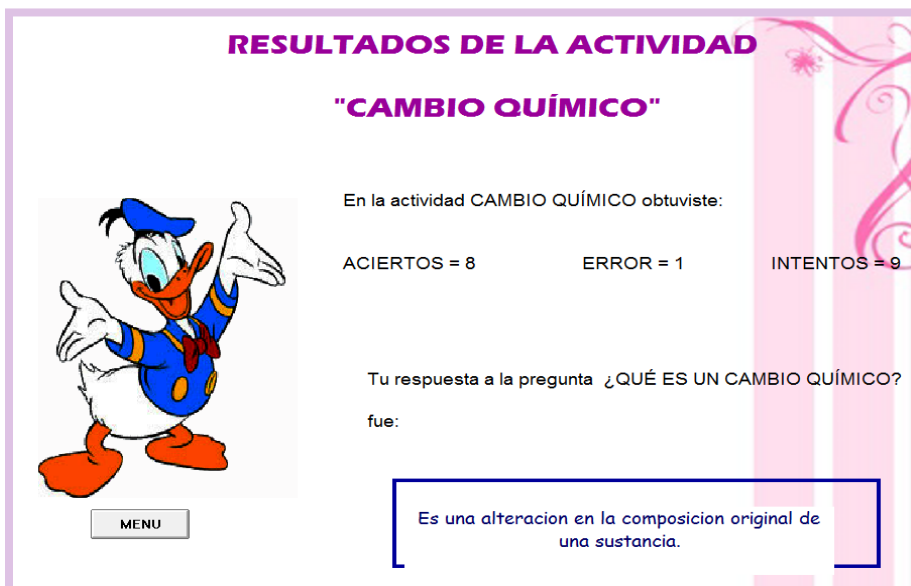 RESULTADOS DE LA ACTIVIDAD
"CAMBIO QUÍMICO"
En la actividad CAMBIO QUÍMICO obtuviste:
ACIERTOS = 8 ERROR = 1 INTENTOS = 9
Tu respuesta a la pregunta ¿QUÉ ES UN CAMBIO QUÍMICO?
fue:
Es una alteracion en la composicion original de
una sustancia.
MENU